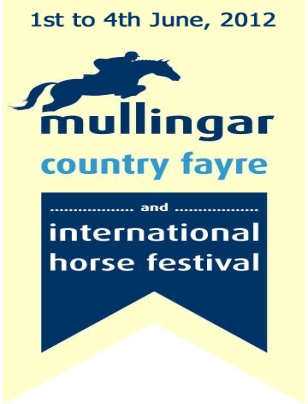 1st to 4th June, 2012
mullingar
country fayre
.................. and ..................
international
horse festival